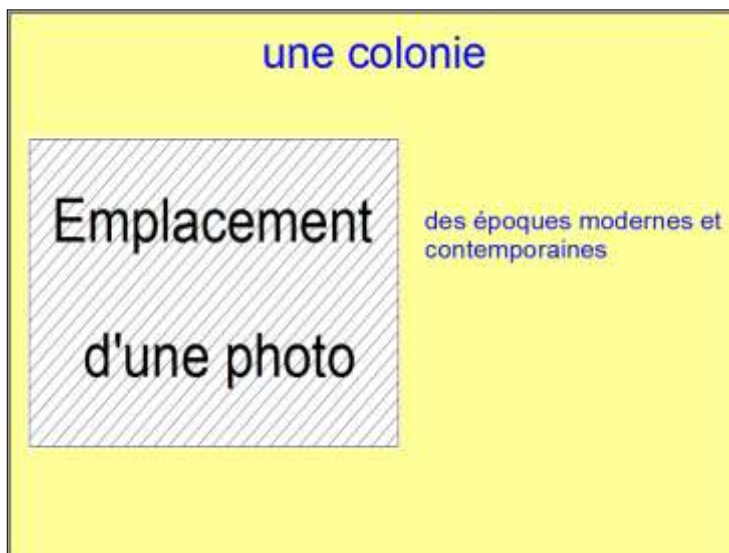 une colonie
Emplacement
d'une photo
des époques modernes et
contemporaines